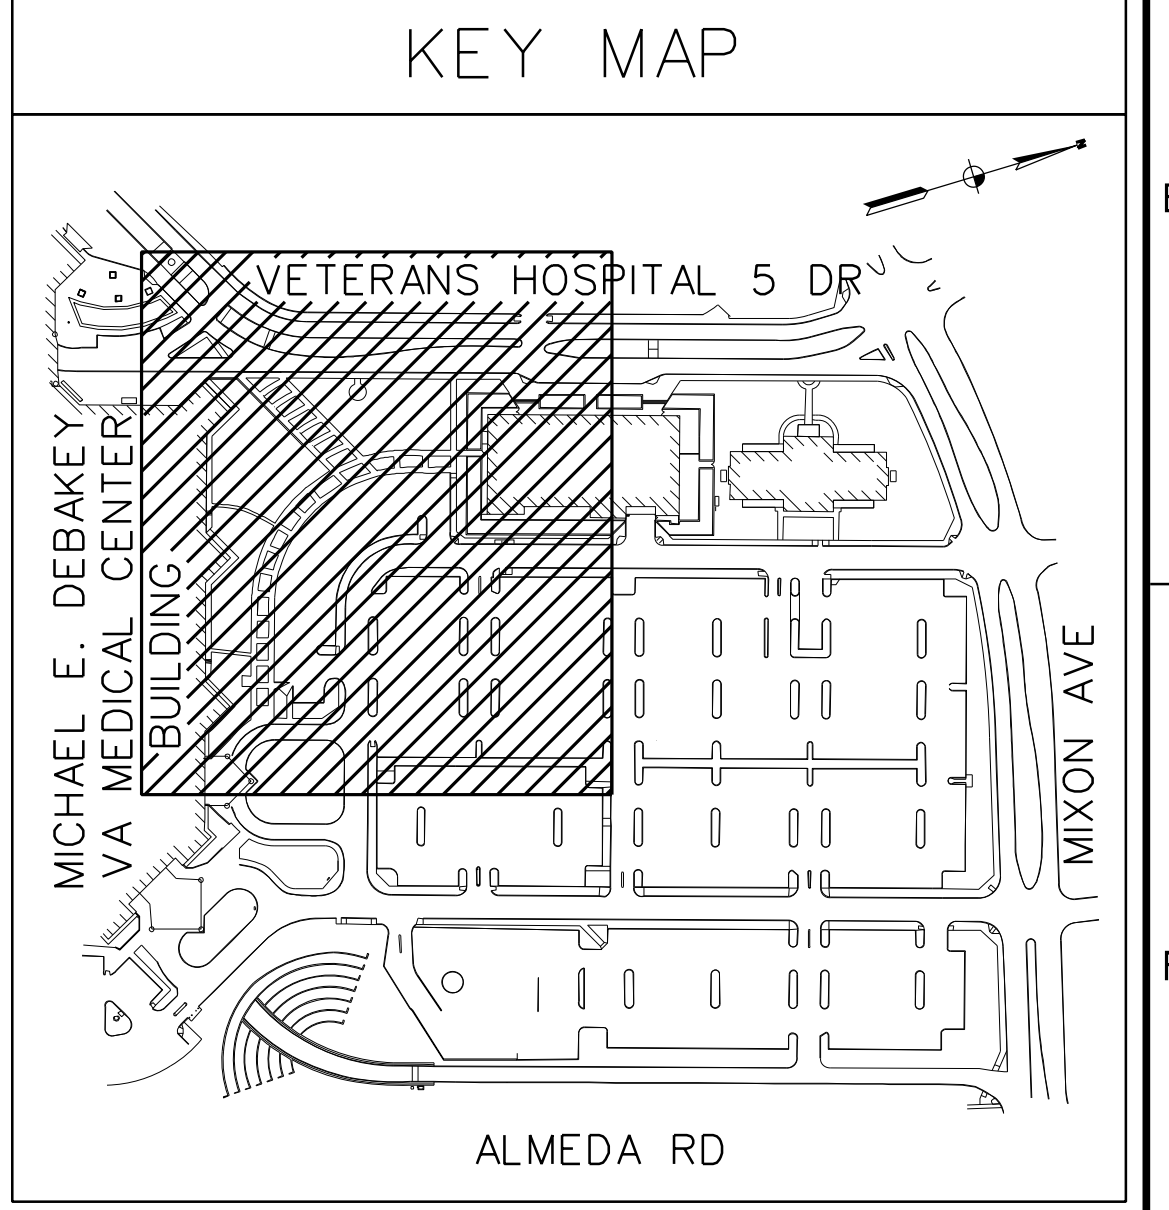 KEY MAP
N
VETERANS HOSPITAL 5 DR
MICHAEL E. DEBAKEY
VA MEDICAL CENTER
BUILDING
MIXON AVE
ALMEDA RD